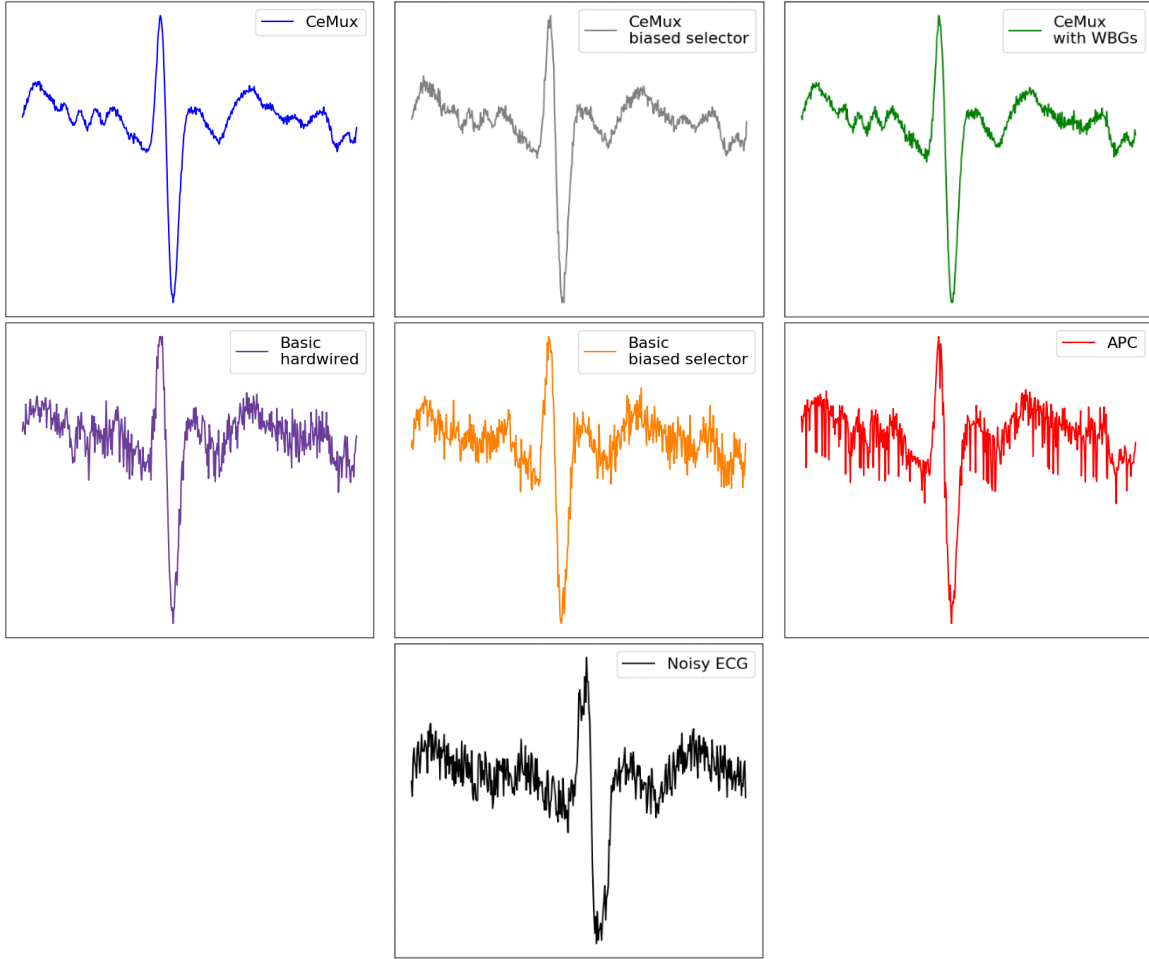 CeMux
CeMux
biased selector
CeMux
with WBGs
Basic
hardwired
Basic
biased selector
APC
Noisy ECG